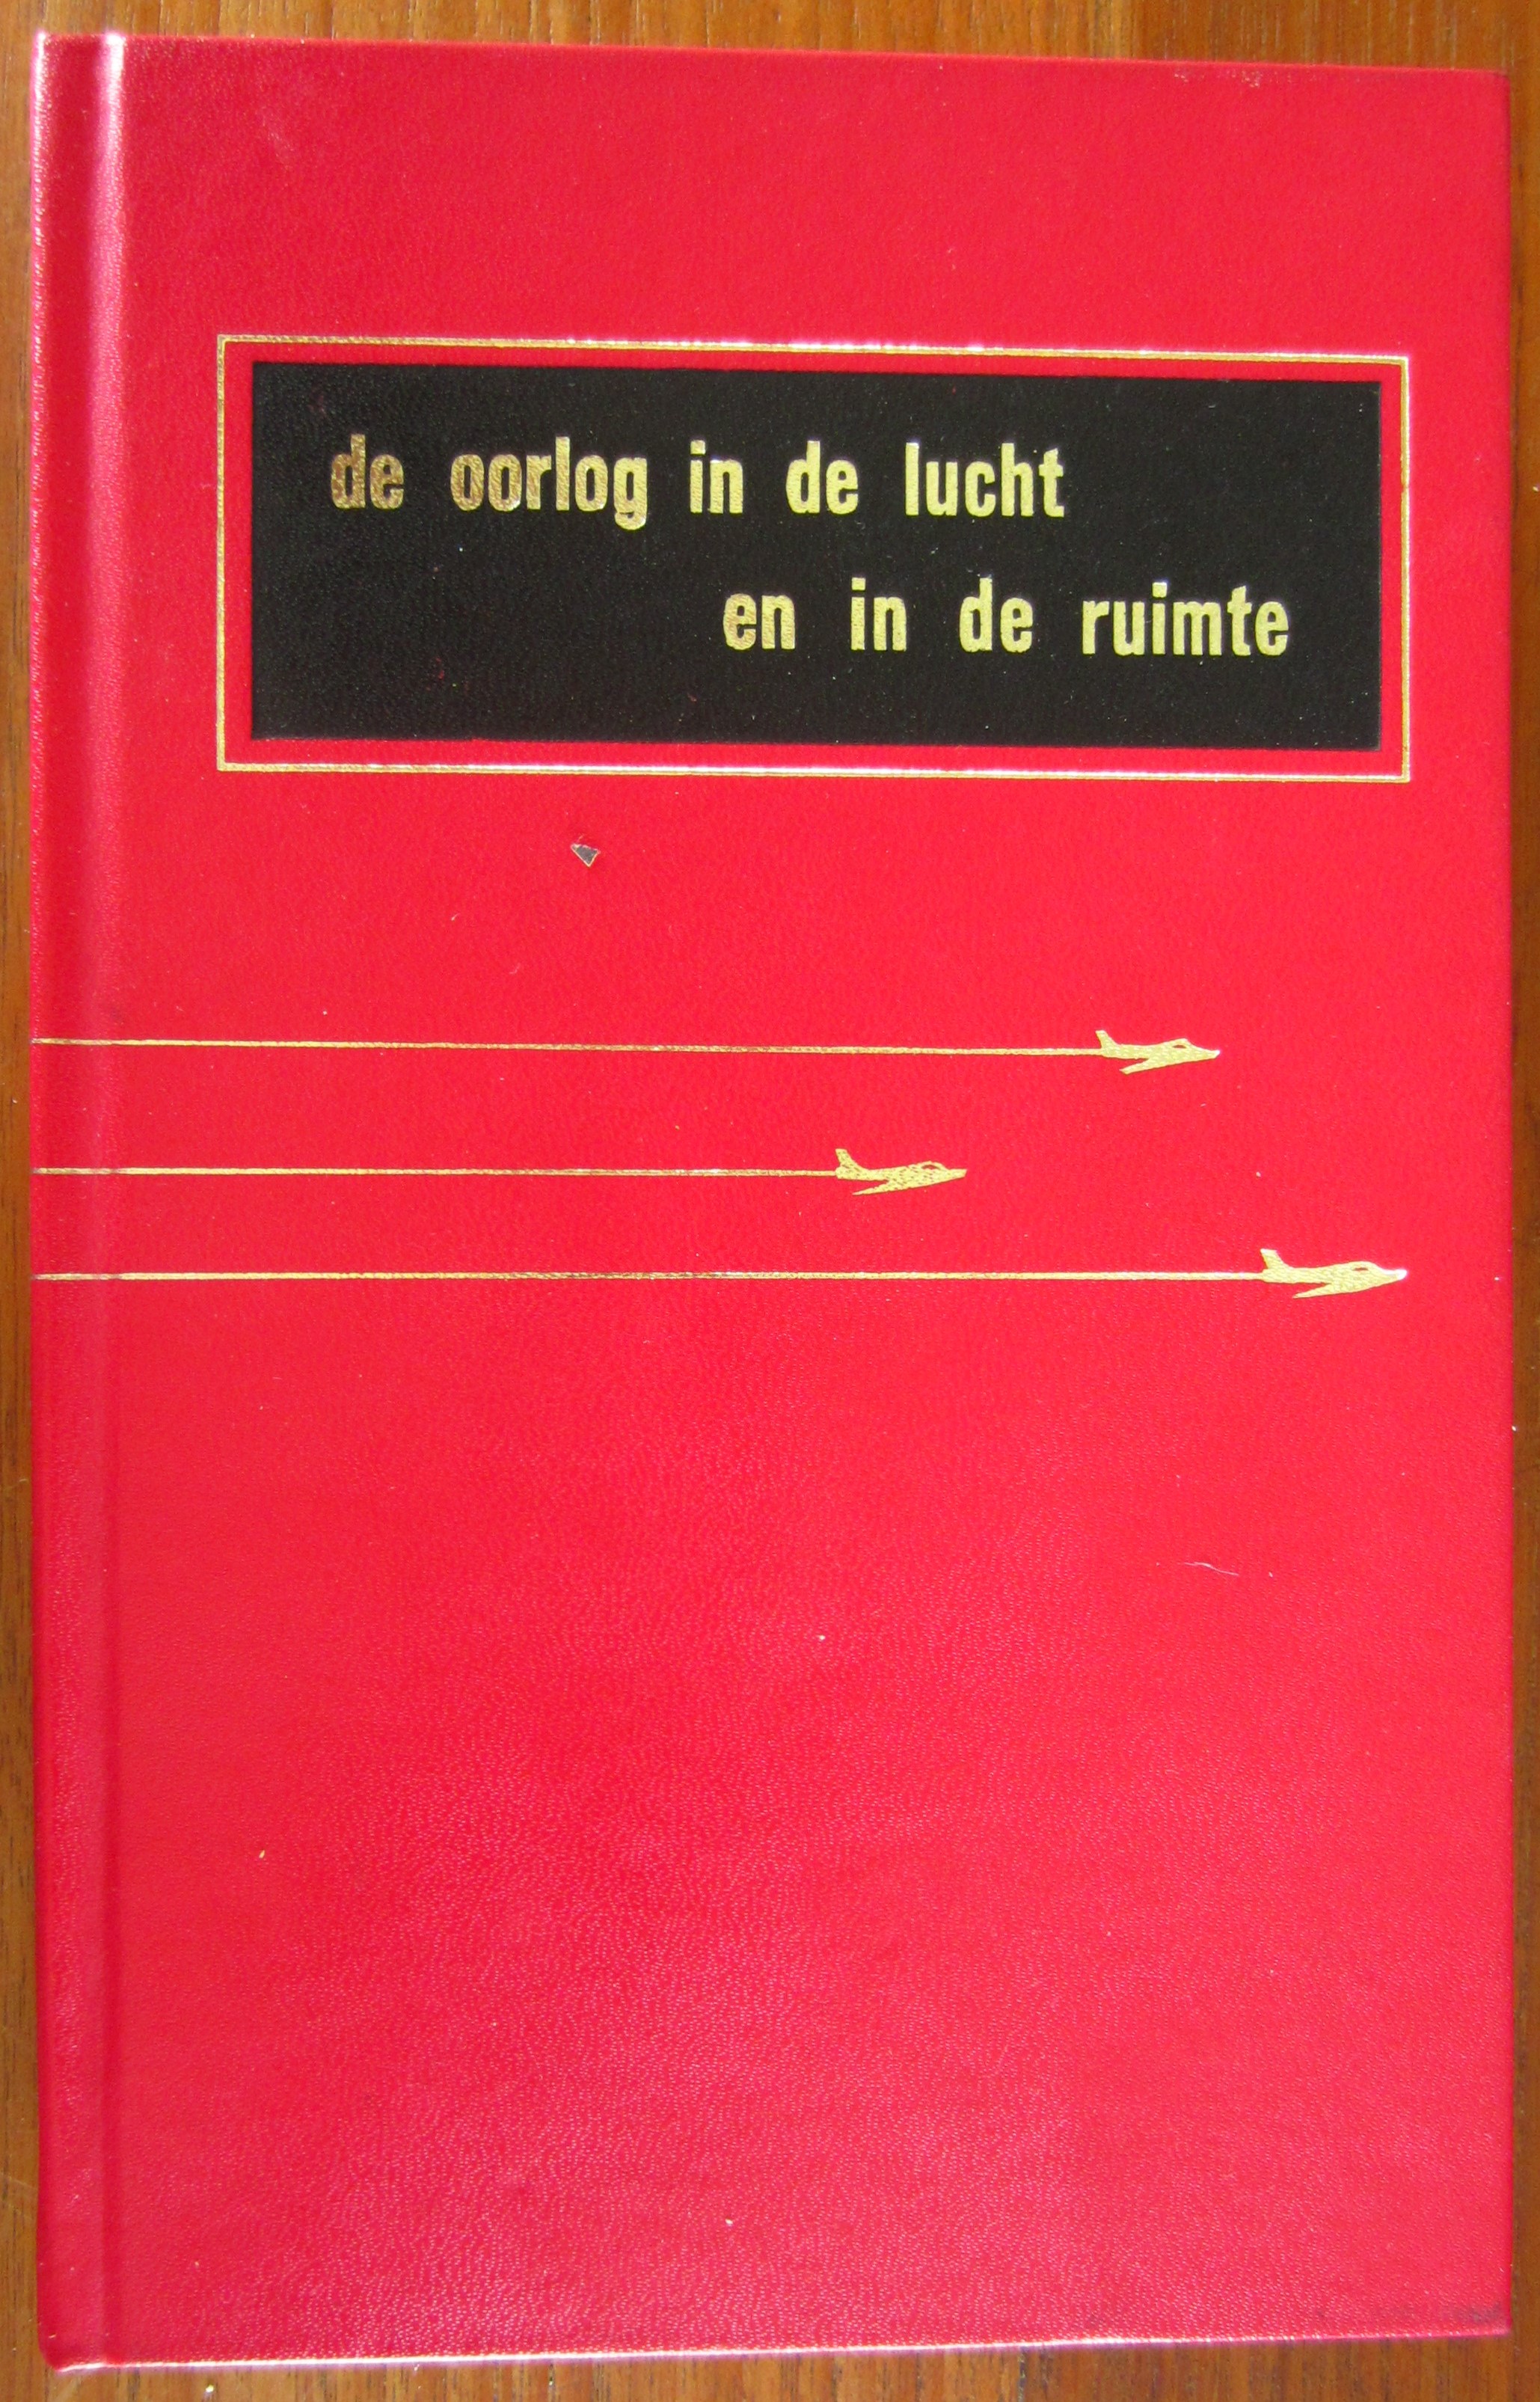 de oorlog in de lucht
en in de ruimte